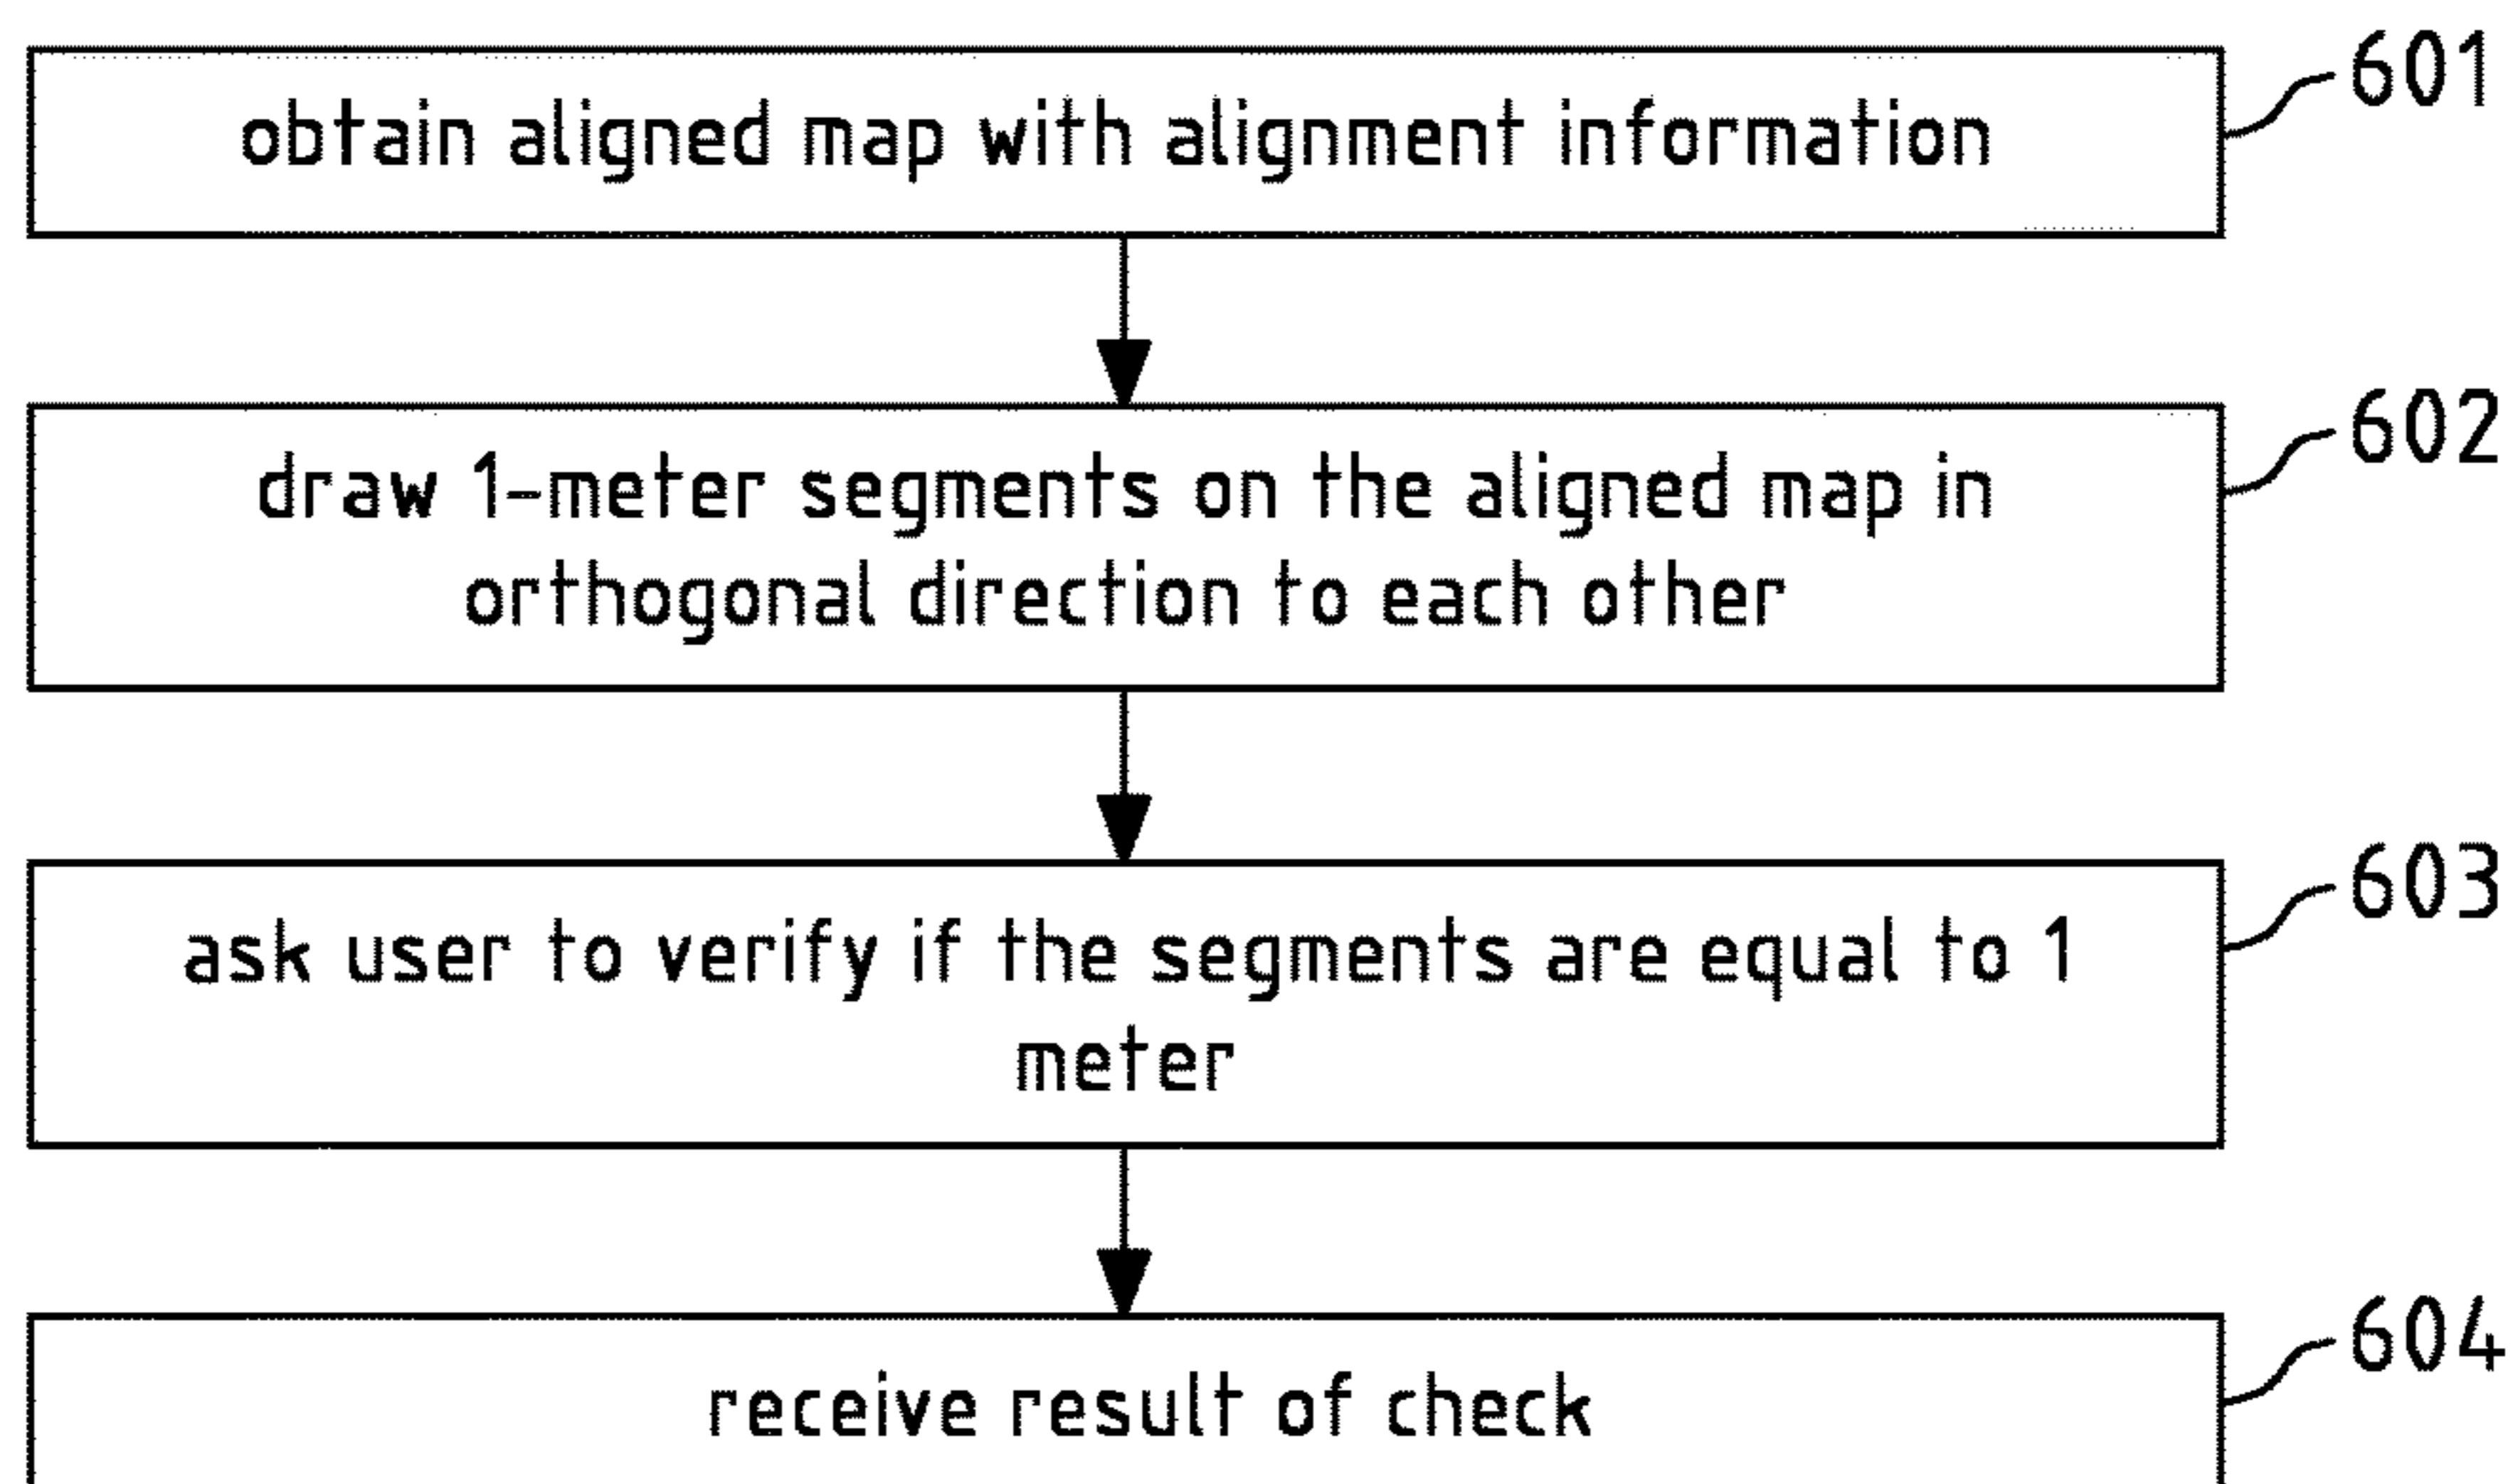 601
obtain aligned map with alignment information
602
draw 1-meter segments on the aligned map in
orthogonal direction to each other
603
ask user to verify if the segments are equal to 1
meter
604
receive result of check